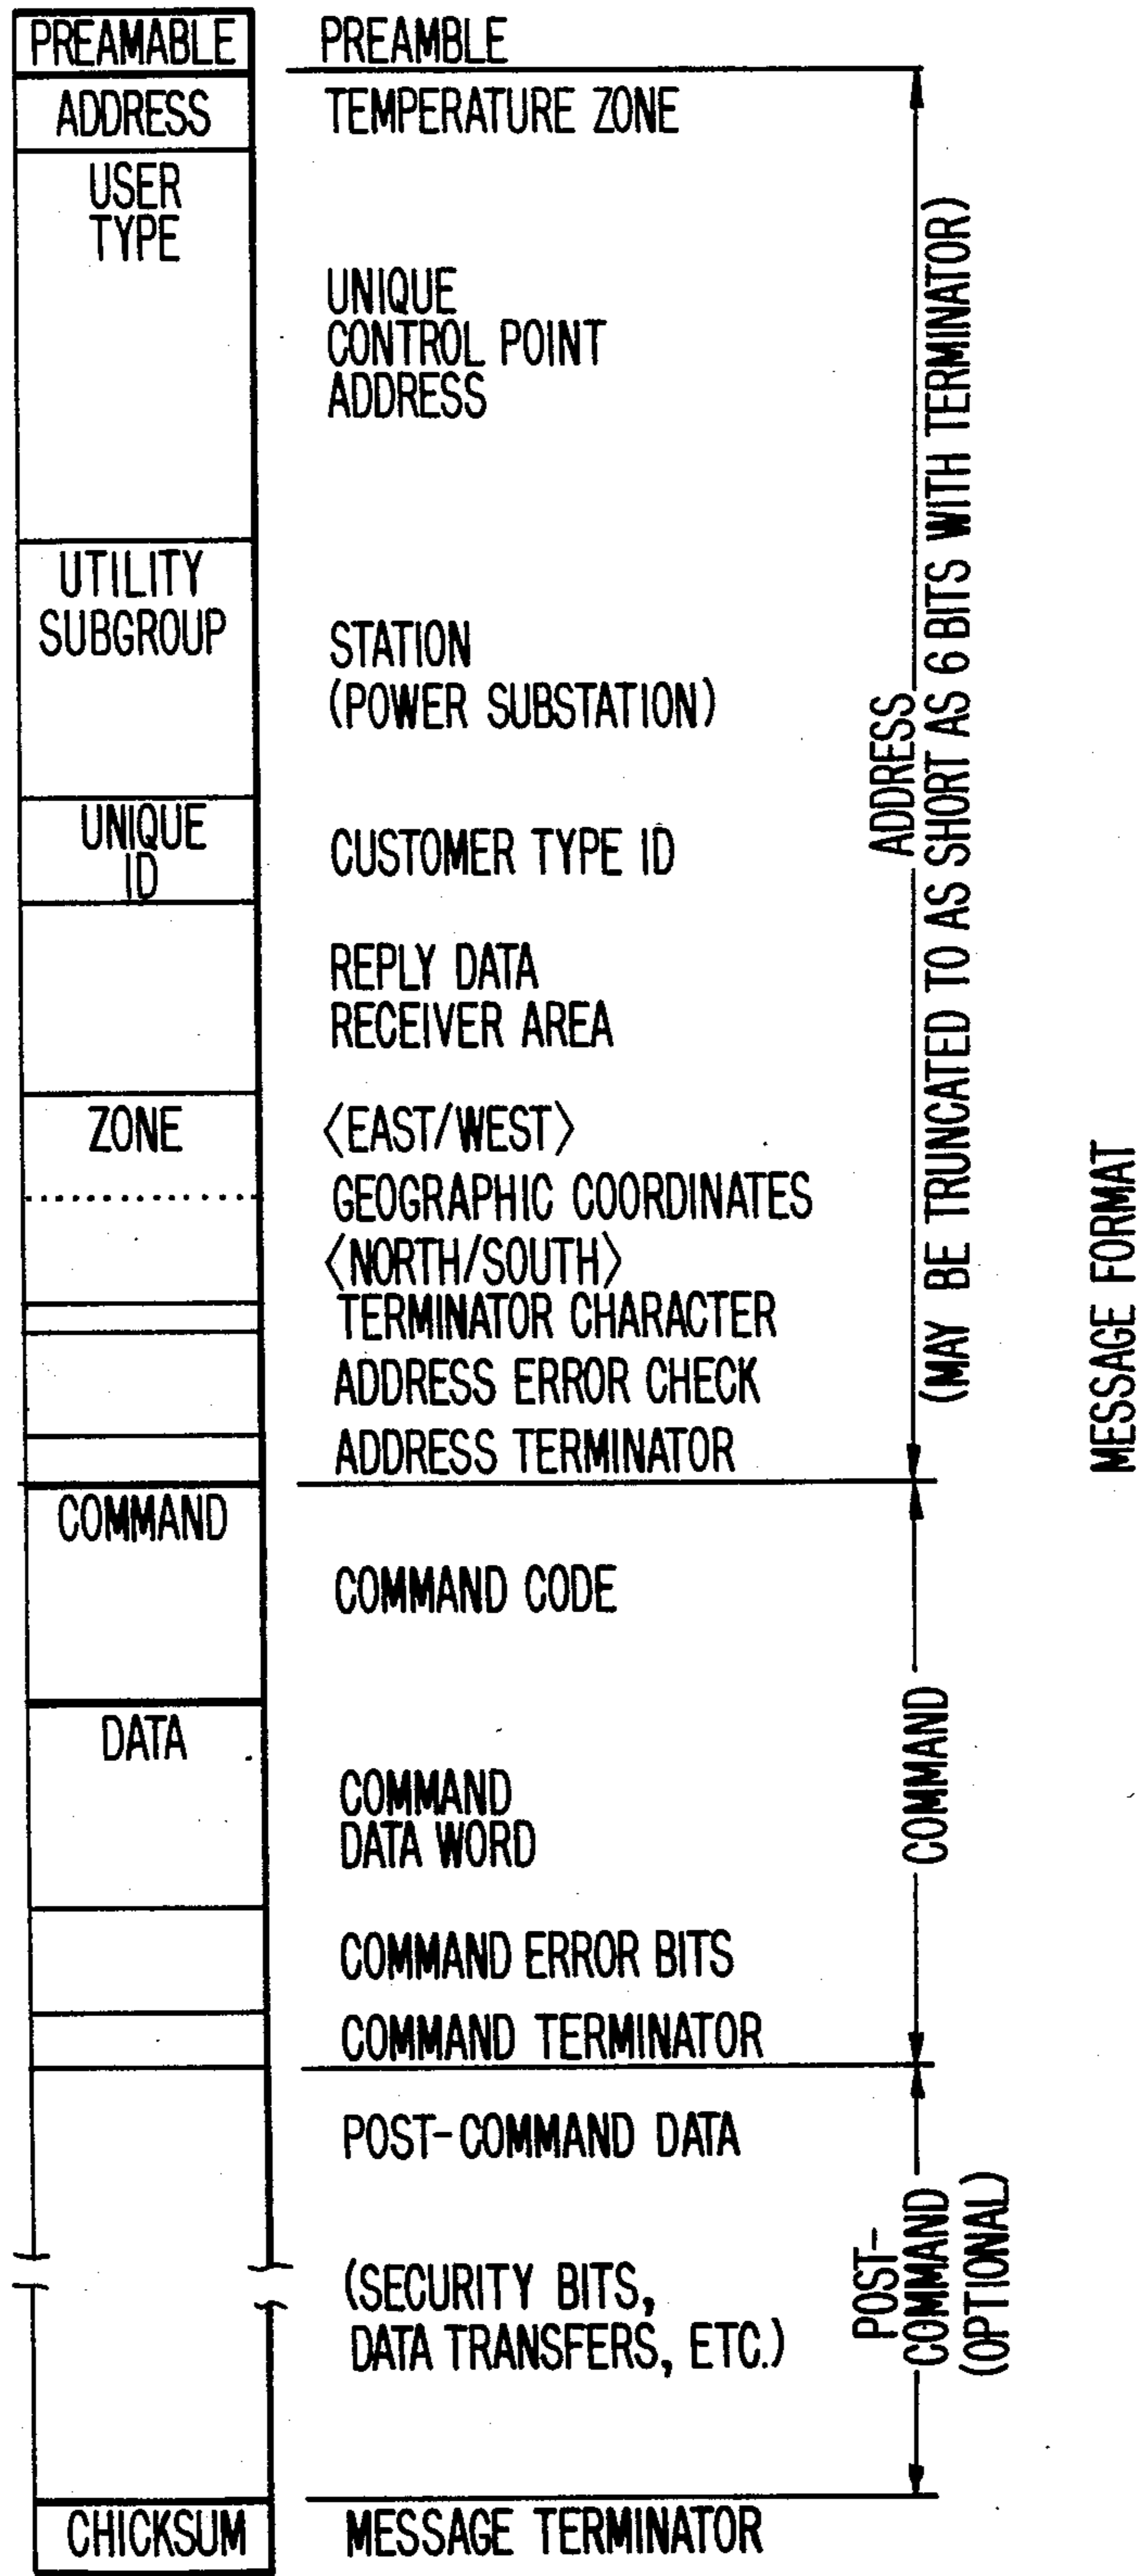 PREAMABLE PREAMBLE
ADDRESS TEMPERATURE ZONE
USER
TYPE
UNIQUE
CONTROL POINT
ADDRESS
UTILITY
SUBGROUP
STATION
(POWER SUBSTATION)
UNIQUE
ID
CUSTOMER TYPE ID
REPLY DATA
RECEIVER AREA
ZONE
<EAST/WEST>
GEOGRAPHIC COORDINATES
<NORTH/SOUTH>
TERMINATOR CHARACTER
ADDRESS ERROR CHECK
ADDRESS TERMINATOR
ADDRESS
(MAY BE TRUNCATED TO AS SHORT AS 6 BITS WITH TERMINATOR)
COMMAND
COMMAND CODE
DATA
COMMAND
DATA WORD
COMMAND ERROR BITS
COMMAND TERMINATOR
COMMAND
POST-COMMAND DATA
(SECURITY BITS,
DATA TRANSFERS, ETC.)
POST-
COMMAND
(OPTIONAL)
CHICKSUM MESSAGE TERMINATOR
MESSAGE FORMAT